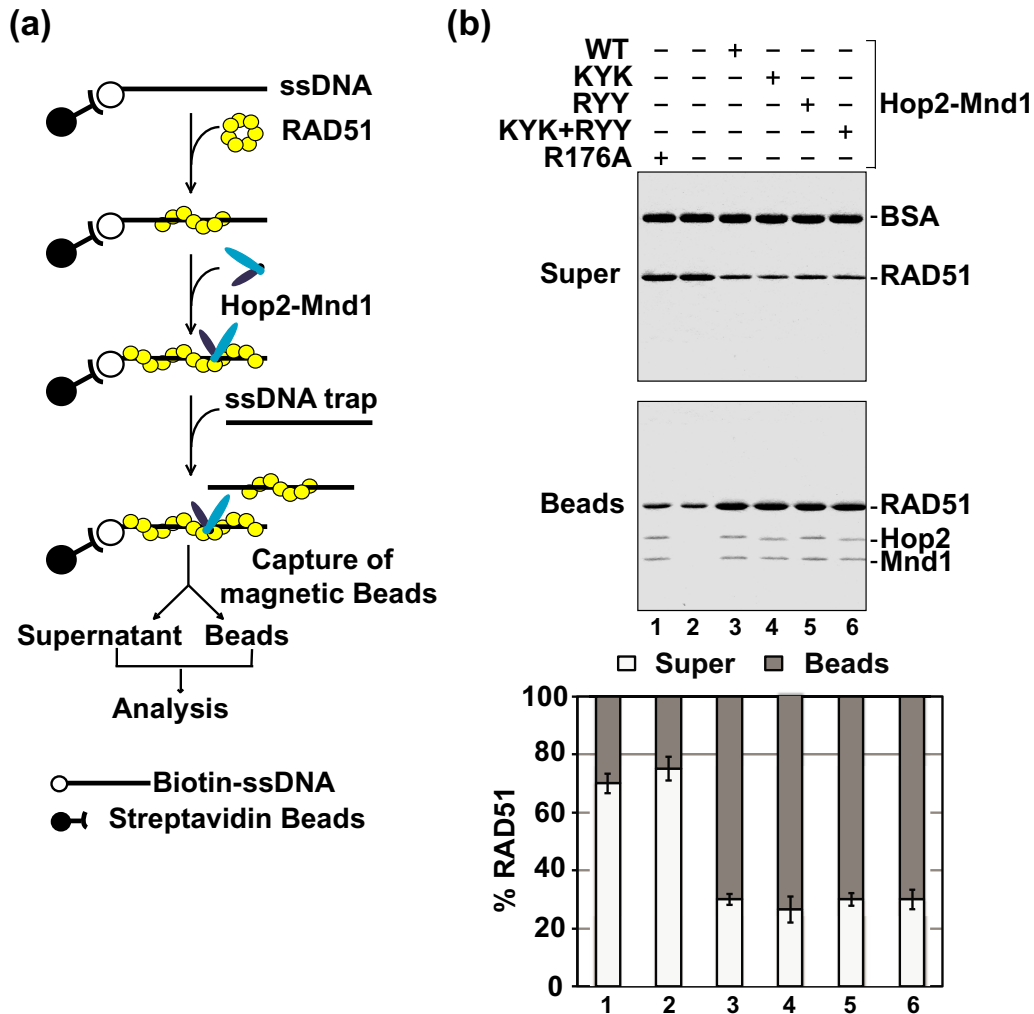 (a)
ssDNA
RAD51
Hop2-Mnd1
ssDNA trap
Capture of
magnetic Beads
Supernatant Beads
Analysis
Biotin-ssDNA
Streptavidin Beads
(b)
WT – – + – – –
KYK – – – + – –
RYY – – – – + –
KYK+RYY – – – – – +
R176A + – – – – –
Hop2-Mnd1
-BSA
Super
-RAD51
Beads
-RAD51
-Hop2
-Mnd1
1 2 3 4 5 6
Super Beads
% RAD51
100
80
60
40
20
0
1 2 3 4 5 6